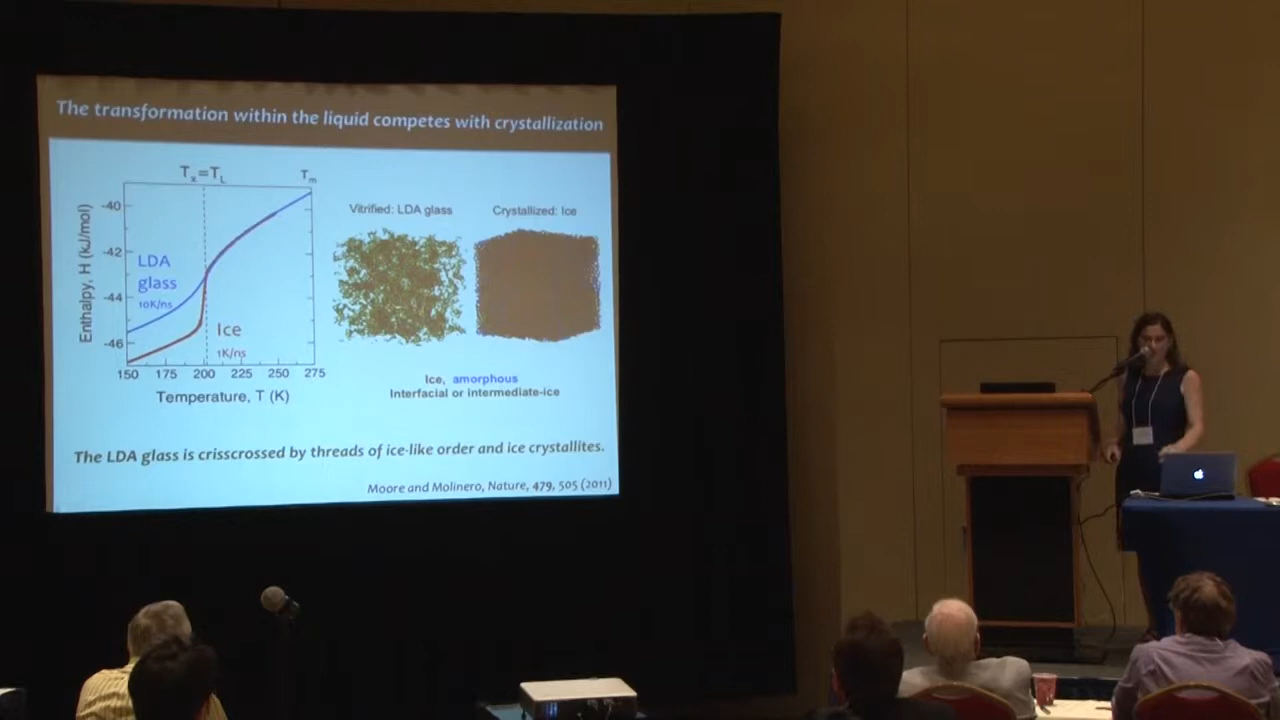 The transformation within the liquid competes with crystallization
Tx=TL
Tm
Enthalpy, H (kJ/mol)
-40
-42
-44
-46
LDA
glass
10K/ns
Ice
1K/ns
150 175 200 225 250 275
Temperature, T (K)
Vitrified: LDA glass
Crystallized: Ice
Ice, amorphous
Interfacial or intermediate-ice
The LDA glass is crisscrossed by threads of ice-like order and ice crystallites.
Moore and Molinero, Nature, 479, 505 (2011)